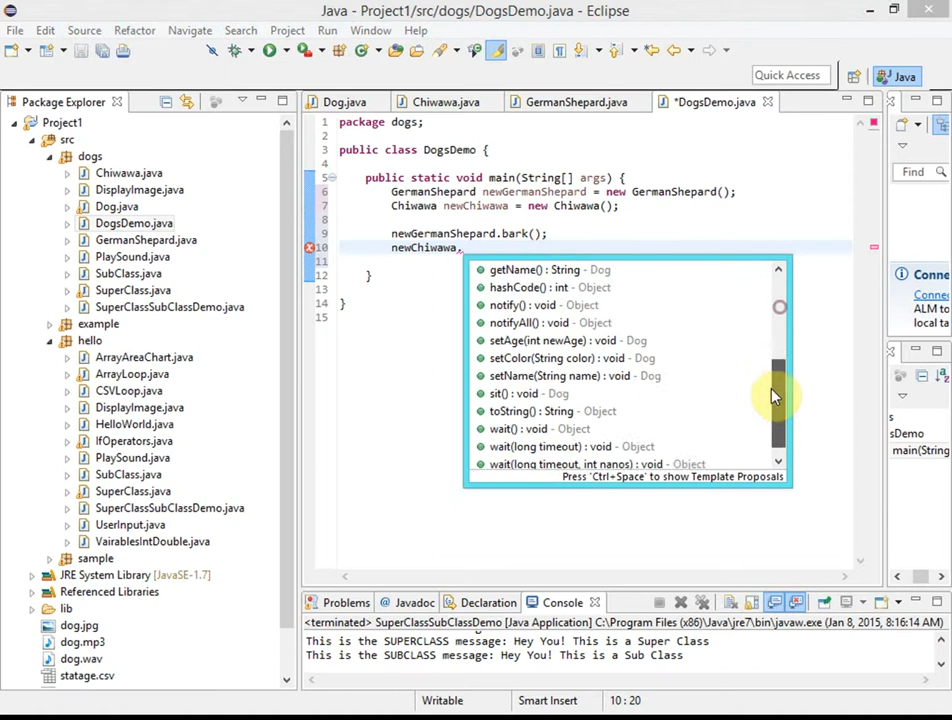 Java - Project1/src/dogs/DogsDemo.java - Eclipse
File Edit Source Refactor Navigate Search Project Run Window Help
Quick Access
Java
Package Explorer
Dog.java
Chiwawa.java
GermanShepard.java
*DogsDemo.java
Project1
src
dogs
Chiwawa.java
DisplayImage.java
Dog.java
DogsDemo.java
GermanShepard.java
PlaySound.java
SubClass.java
SuperClass.java
SuperClassSubClassDemo.java
example
hello
ArrayAreaChart.java
ArrayLoop.java
CSVLoop.java
DisplayImage.java
HelloWorld.java
IfOperators.java
PlaySound.java
SubClass.java
SuperClass.java
SuperClassSubClassDemo.java
UserInput.java
VairablesIntDouble.java
sample
JRE System Library [JavaSE-1.7]
Referenced Libraries
lib
dog.jpg
dog.mp3
dog.wav
statage.csv
1 package dogs;
2
3 public class DogsDemo {
4
5 public static void main(String[] args) {
6 GermanShepard newGermanShepard = new GermanShepard();
7 Chiwawa newChiwawa = new Chiwawa();
8
9 newGermanShepard.bark();
10 newChiwawa.
11
12 }
13
14 }
15
getName() : String - Dog
hashCode() : int - Object
notify() : void - Object
notifyAll() : void - Object
setAge(int newAge) : void - Dog
setColor(String color) : void - Dog
setName(String name) : void - Dog
sit() : void - Dog
toString() : String - Object
wait() : void - Object
wait(long timeout) : void - Object
wait(long timeout, int nanos) : void - Object
Press 'Ctrl+Space' to show Template Proposals
Find
Conne
Conne
ALM to
local ta
s
sDemo
main(String
Problems
Javadoc
Declaration
Console
<terminated> SuperClassSubClassDemo [Java Application] C:\Program Files (x86)\Java\jre7\bin\javaw.exe (Jan 8, 2015, 8:16:14 AM)
This is the SUPERCLASS message: Hey You! This is a Super Class
This is the SUBCLASS message: Hey You! This is a Sub Class
Writable
Smart Insert
10 : 20